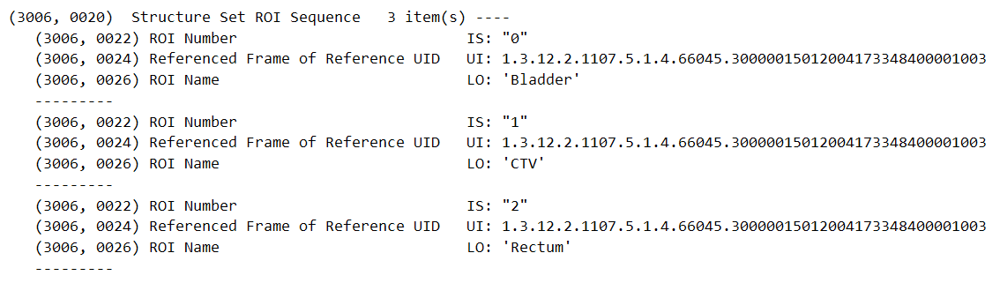 (3006, 0020)  Structure Set ROI Sequence   3 item(s) ----
   (3006, 0022) ROI Number                          IS: "0"
   (3006, 0024) Referenced Frame of Reference UID   UI: 1.3.12.2.1107.5.1.4.66045.30000015012004173348400001003
   (3006, 0026) ROI Name                            LO: 'Bladder'
   ---------
   (3006, 0022) ROI Number                          IS: "1"
   (3006, 0024) Referenced Frame of Reference UID   UI: 1.3.12.2.1107.5.1.4.66045.30000015012004173348400001003
   (3006, 0026) ROI Name                            LO: 'CTV'
   ---------
   (3006, 0022) ROI Number                          IS: "2"
   (3006, 0024) Referenced Frame of Reference UID   UI: 1.3.12.2.1107.5.1.4.66045.30000015012004173348400001003
   (3006, 0026) ROI Name                            LO: 'Rectum'
   ---------